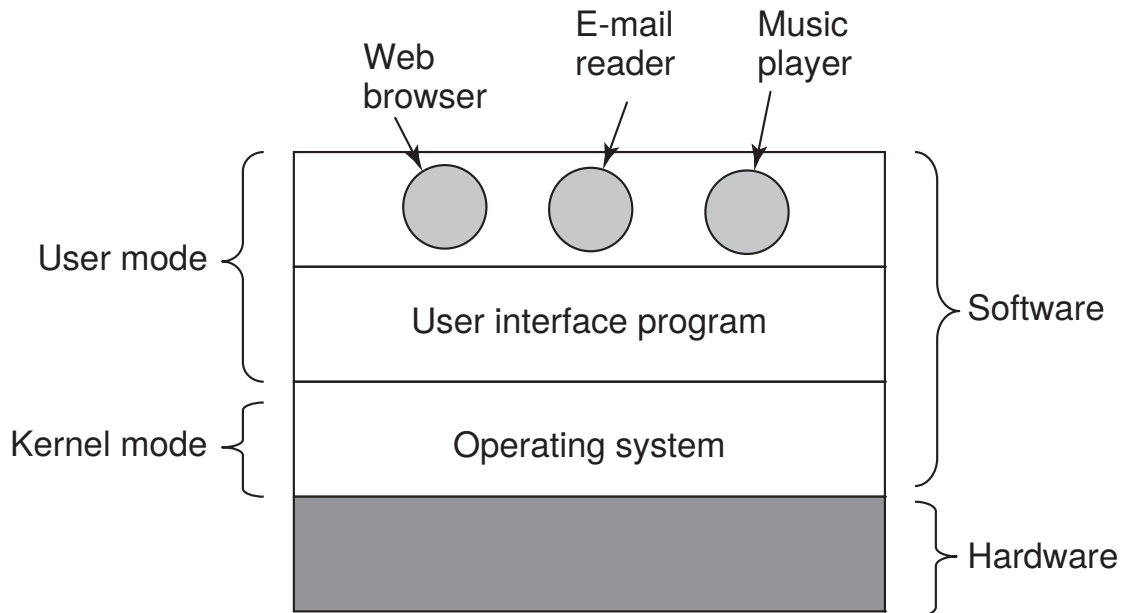 Web
browser
E-mail
reader
Music
player
User mode
User interface program
Software
Kernel mode
Operating system
Hardware